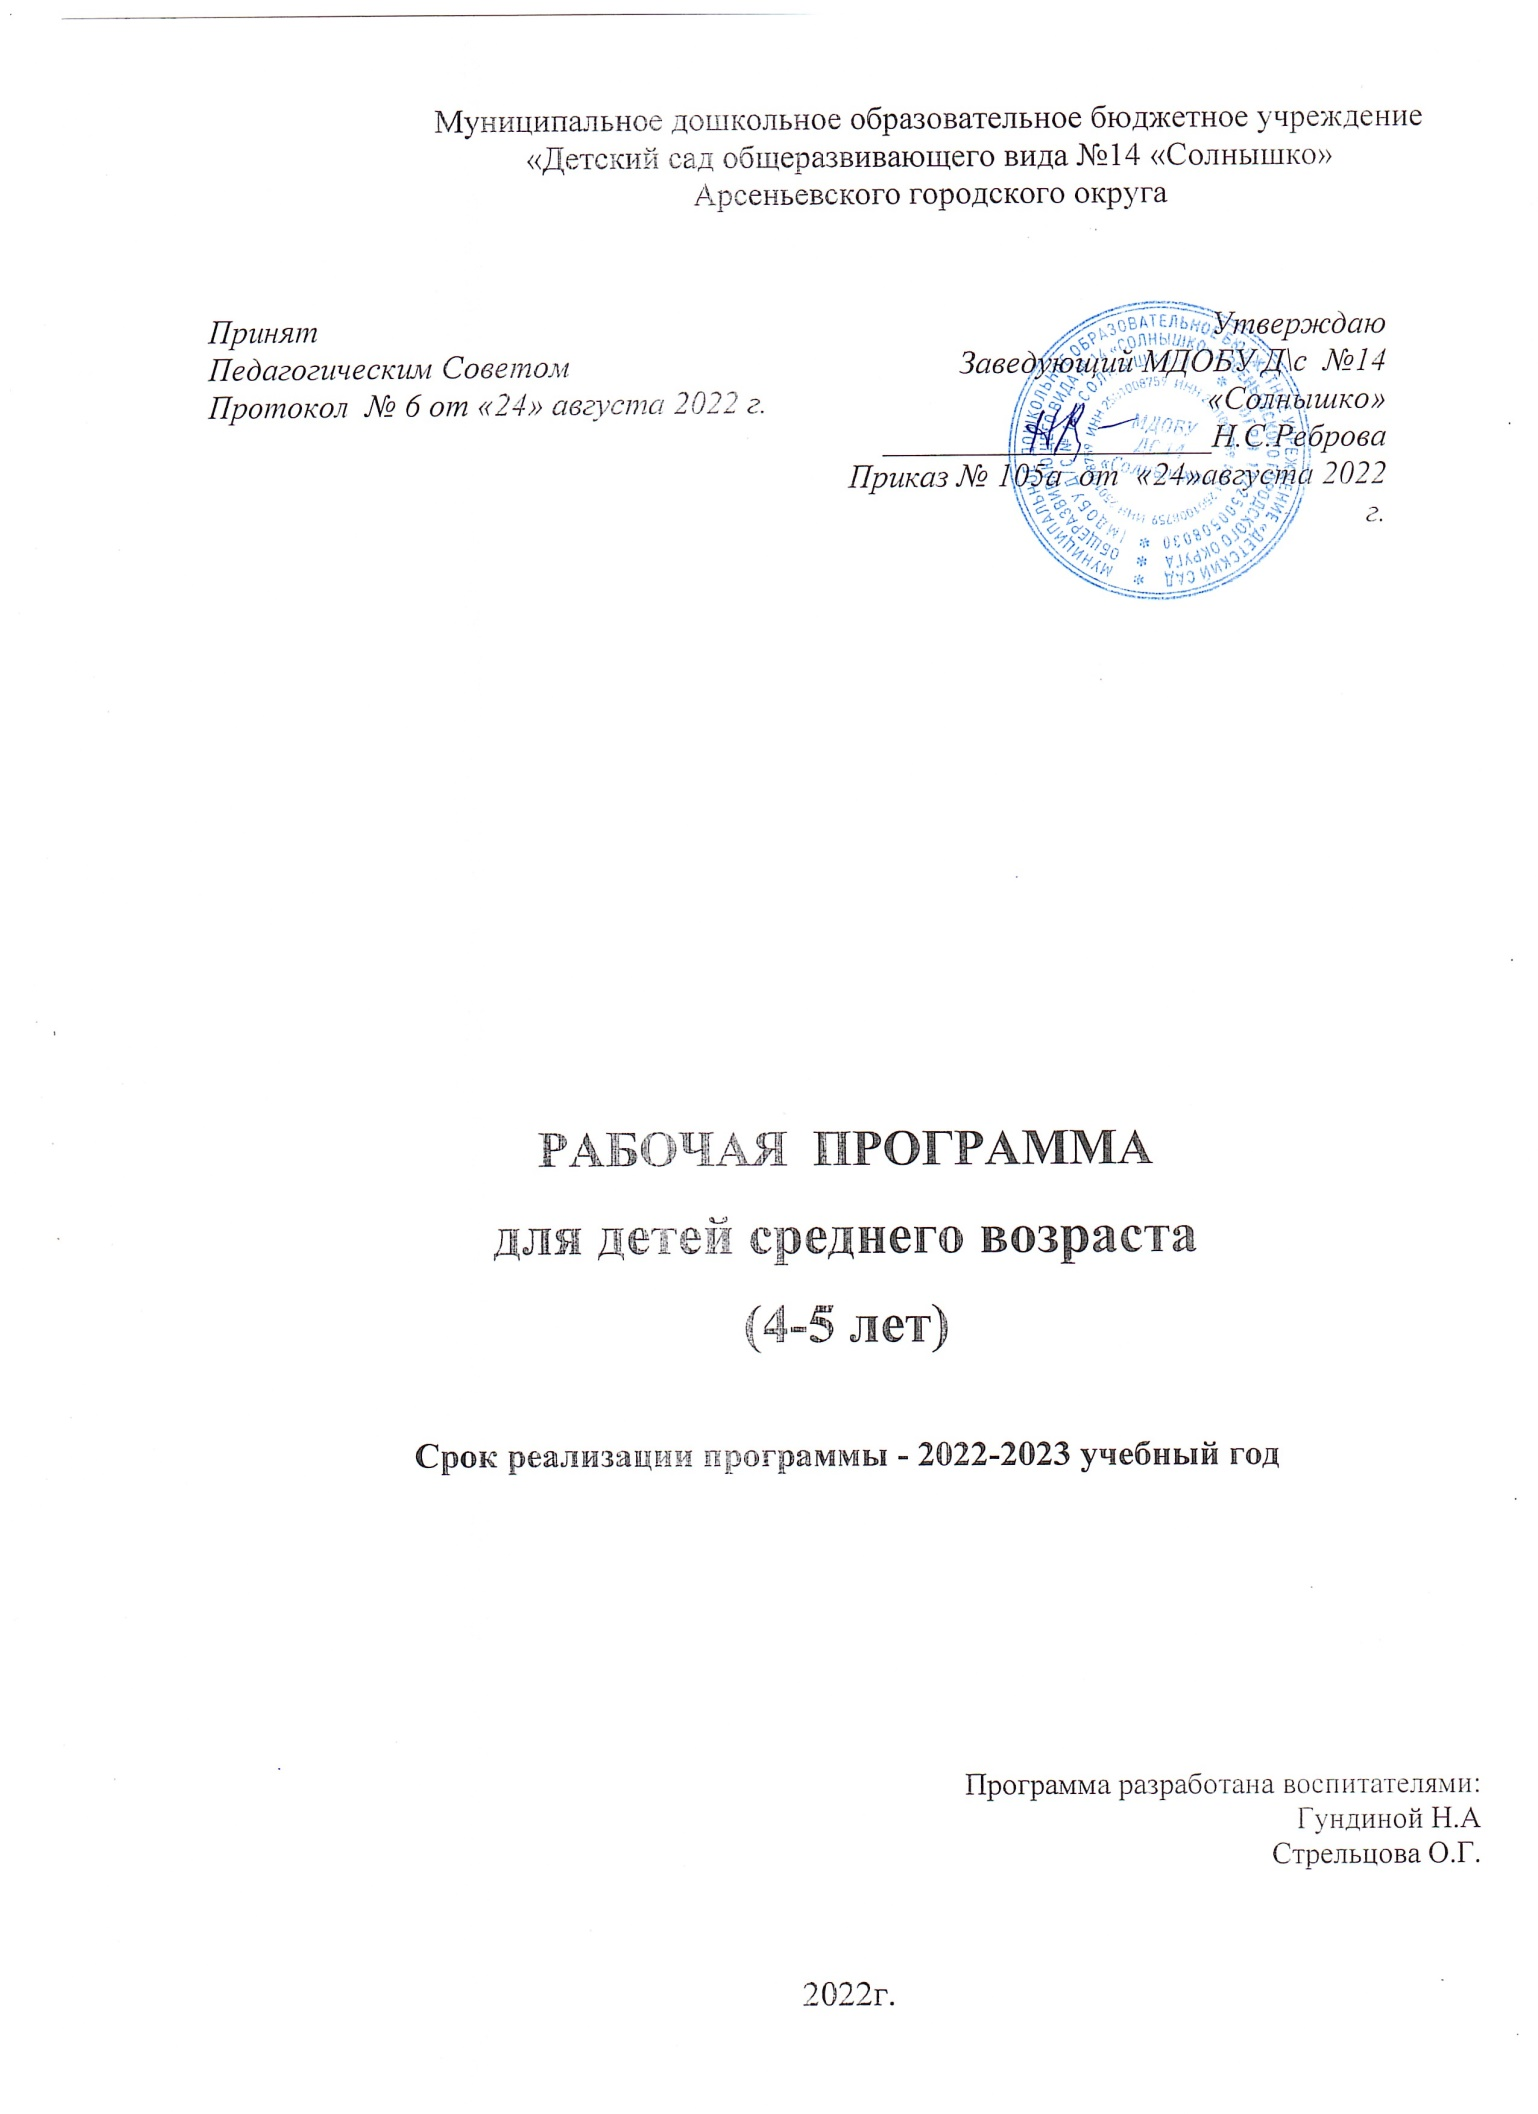 Муниципальное дошкольное образовательное бюджетное учреждение
«Детский сад общеразвивающего вида №14 «Солнышко»
Арсеньевского городского округа
Принят
Педагогическим Советом
Протокол № 6 от «24» августа 2022 г.
Утверждаю
Заведующий МДОБУ Д\с №14
«Солнышко»
Н.С.Реброва
Приказ № 105а от «24»августа 2022
г.
МДОБУ
РАБОЧАЯ ПРОГРАММА
для детей среднего возраста
(4-5 лет)
Срок реализации программы - 2022-2023 учебный год
Программа разработана воспитателями:
Гундиной Н.А
Стрельцова О.Г.
2022г.